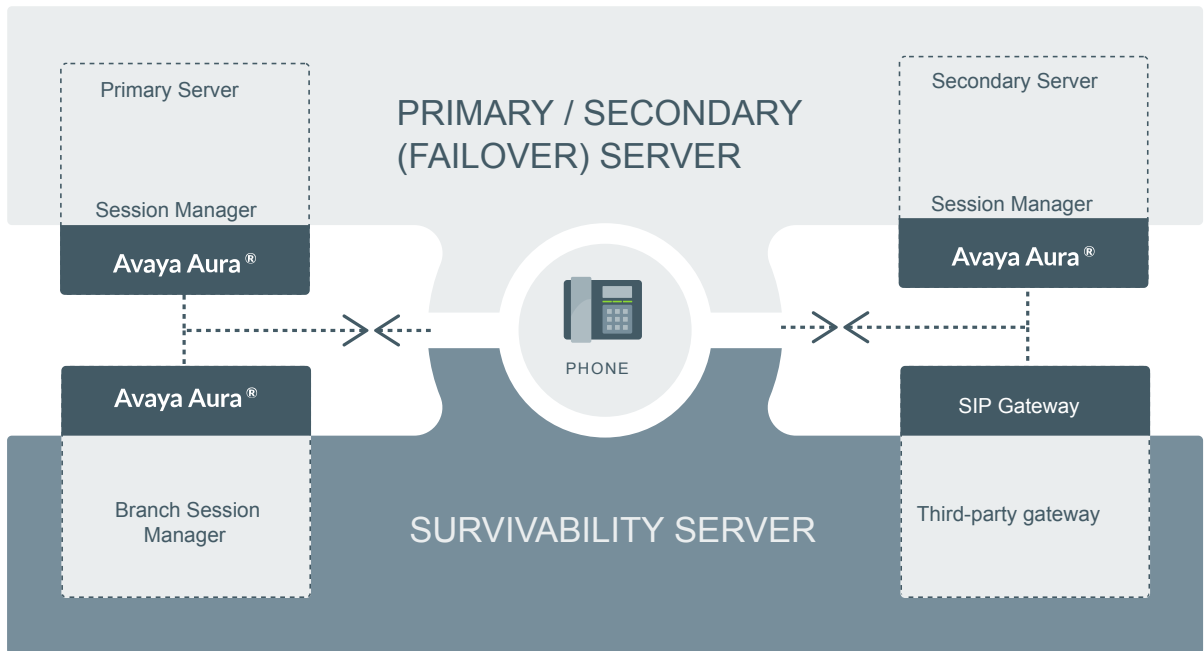 Primary Server
Session Manager
Avaya Aura®
PRIMARY / SECONDARY
(FAILOVER) SERVER
Secondary Server
Session Manager
Avaya Aura®
PHONE
Avaya Aura®
Branch Session
Manager
SURVIVABILITY SERVER
SIP Gateway
Third-party gateway